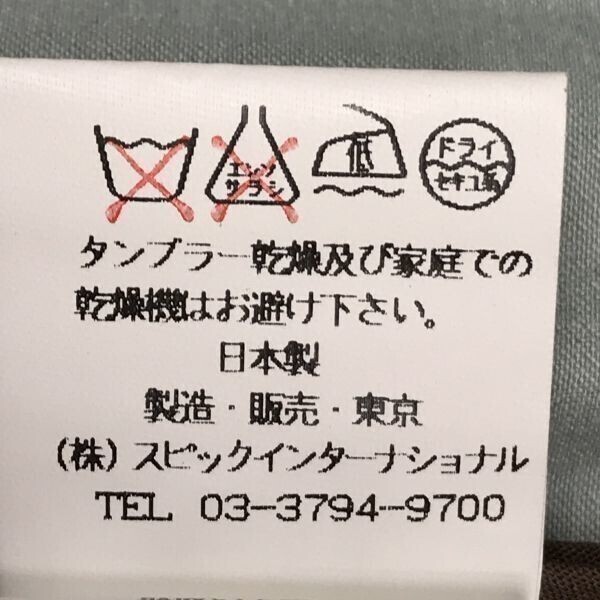 エンソ サラシ 低 ドライ セキユ系
タンブラー乾燥及び家庭での
乾燥機はお避け下さい。
日本製
製造・販売・東京
(株)スピックインターナショナル
TEL 03-3794-9700